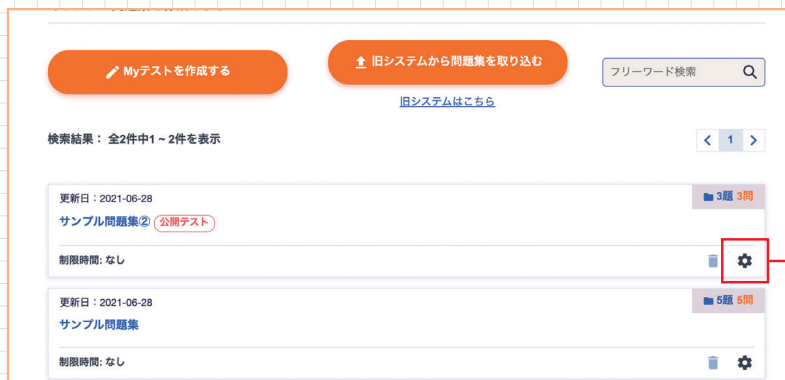 Myテストを作成する
旧システムから問題集を取り込む
フリーワード検索
旧システムはこちら
検索結果： 全2件中1 ~ 2件を表示
1
更新日：2021-06-28
3題 3問
サンプル問題集② 公開テスト
制限時間: なし
更新日：2021-06-28
5題 5問
サンプル問題集
制限時間: なし